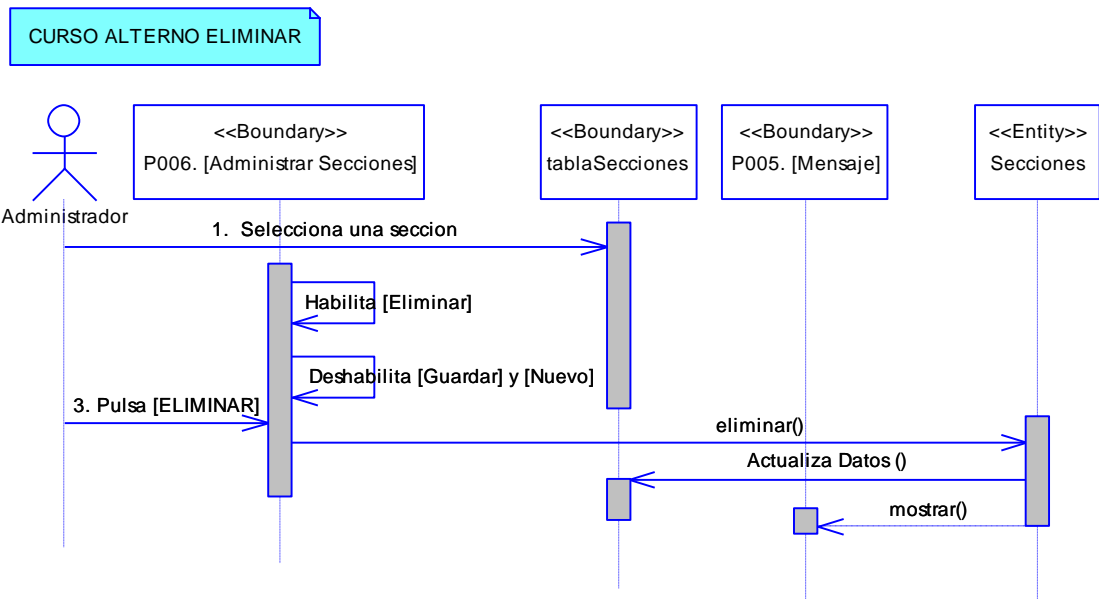 CURSO ALTERNO ELIMINAR
<<Boundary>>
P006. [Administrar Secciones]
<<Boundary>>
tablaSecciones
<<Boundary>>
P005. [Mensaje]
<<Entity>>
Secciones
Administrador
1.  Selecciona una seccion
Habilita [Eliminar]
Deshabilita [Guardar] y [Nuevo]
3. Pulsa [ELIMINAR]
eliminar()
Actualiza Datos ()
mostrar()